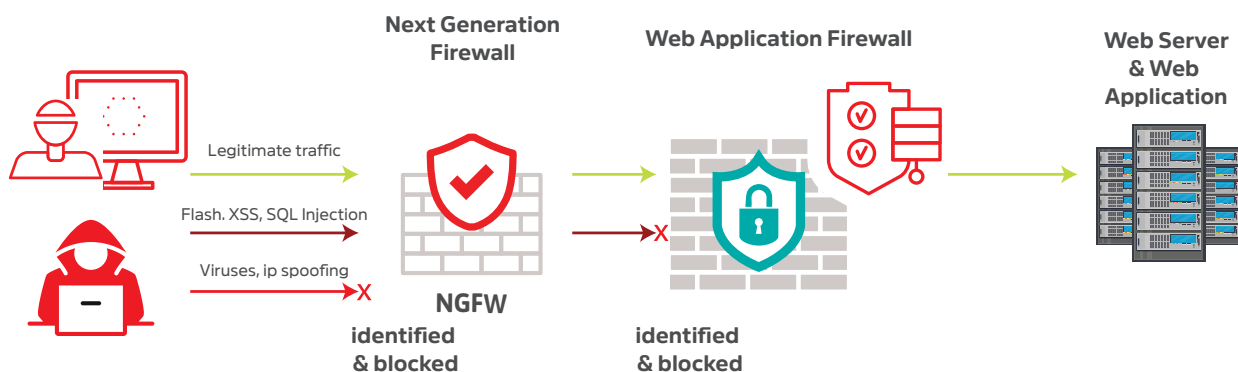 Next Generation
Firewall
Web Application Firewall
Web Server
& Web
Application
Legitimate traffic
Flash. XSS, SQL Injection
X
Viruses, ip spoofing
X
NGFW
identified
& blocked
identified
& blocked